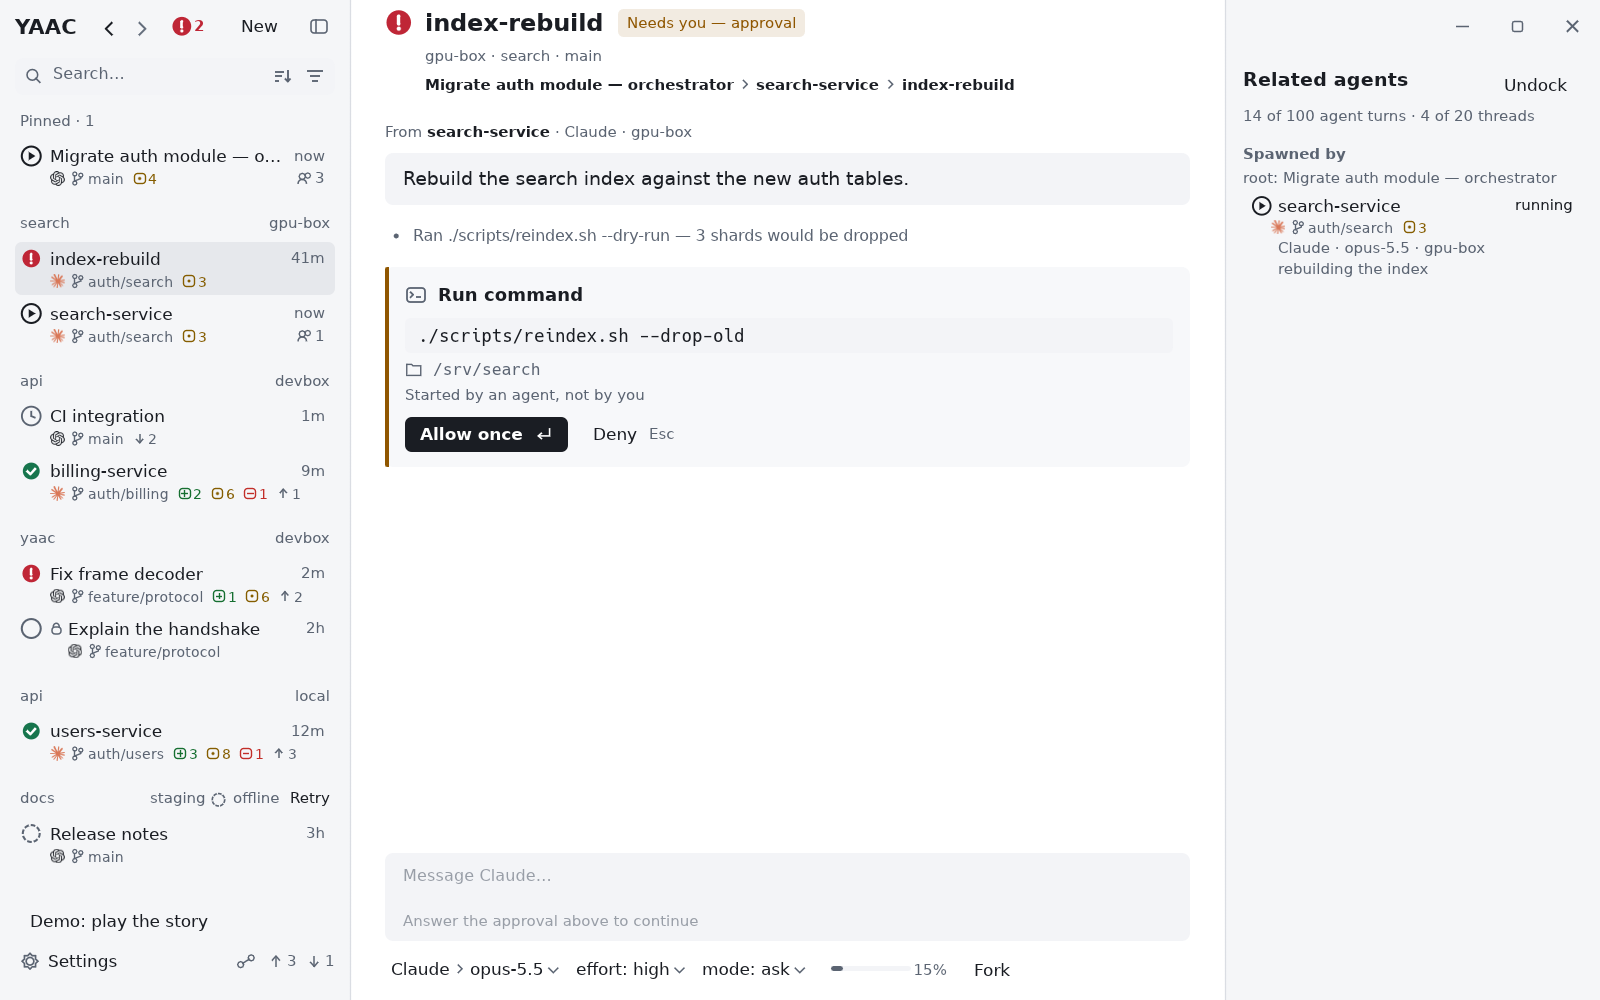 YAAC
2
New
Search...
Pinned · 1
Migrate auth module — o... now
main 4 3
search gpu-box
index-rebuild 41m
auth/search 3
search-service now
auth/search 3 1
api devbox
CI integration 1m
main 2
billing-service 9m
auth/billing 2 6 1 1
yaac devbox
Fix frame decoder 2m
feature/protocol 1 6 2
Explain the handshake 2h
feature/protocol
api local
users-service 12m
auth/users 3 8 1 3
docs staging offline Retry
Release notes 3h
main
Demo: play the story
Settings 3 1
index-rebuild Needs you — approval
gpu-box · search · main
Migrate auth module — orchestrator > search-service > index-rebuild
From search-service · Claude · gpu-box
Rebuild the search index against the new auth tables.
• Ran ./scripts/reindex.sh --dry-run — 3 shards would be dropped
Run command
./scripts/reindex.sh --drop-old
/srv/search
Started by an agent, not by you
Allow once Deny Esc
Message Claude...
Answer the approval above to continue
Claude > opus-5.5 effort: high mode: ask 15% Fork
Related agents Undock
14 of 100 agent turns · 4 of 20 threads
Spawned by
root: Migrate auth module — orchestrator
search-service running
auth/search 3
Claude · opus-5.5 · gpu-box
rebuilding the index